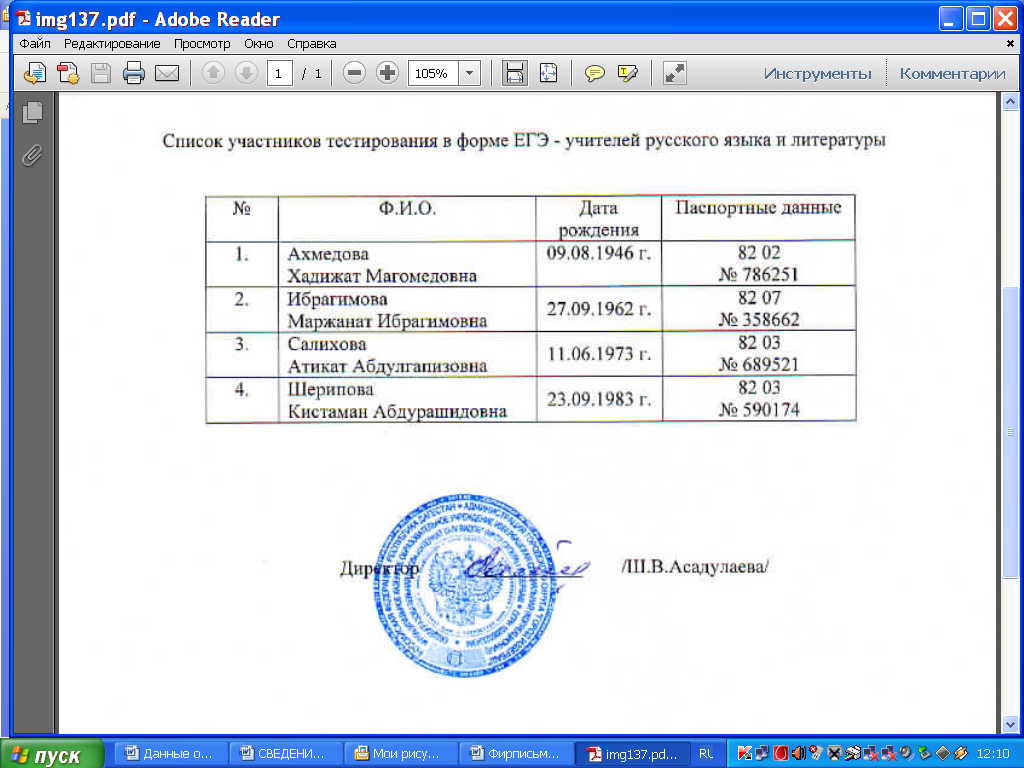 img137.pdf - Adobe Reader
Файл Редактирование Просмотр Окно Справка
1 / 1 105% Инструменты Комментарии
Список участников тестирования в форме ЕГЭ - учителей русского языка и литературы
№ Ф.И.О. Дата рождения Паспортные данные
1. Ахмедова 09.08.1946 г. 82 02
Хадижат Магомедовна № 786251
2. Ибрагимова 27.09.1962 г. 82 07
Маржанат Ибрагимовна № 358662
3. Салихова 11.06.1973 г. 82 03
Атикат Абдулгапизовна № 689521
4. Шерипова 23.09.1983 г. 82 03
Кистаман Абдурашидовна № 590174
Директор /Ш.В.Асадулаева/
пуск Данные о... СВЕДЕНИ... Мои рису... Фирписьм... img137.pd... RU 12:10